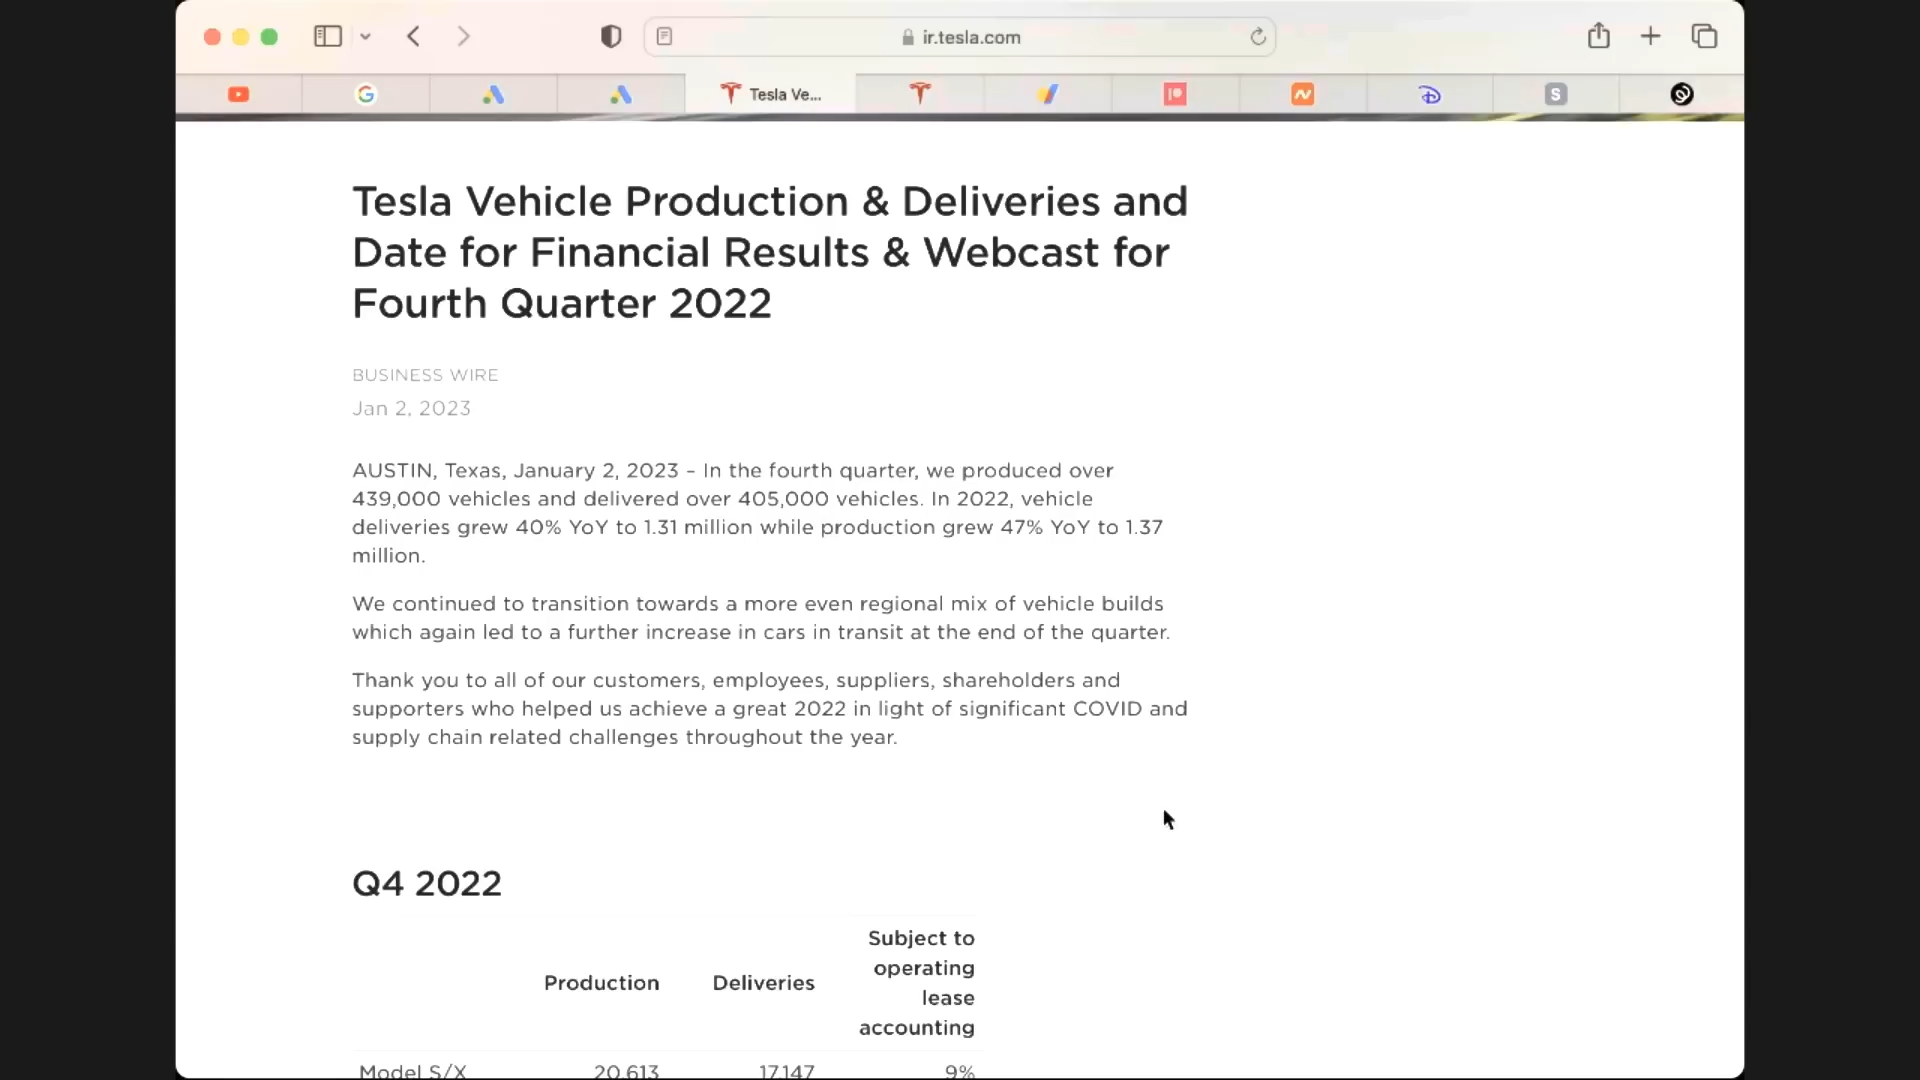 ir.tesla.com
Tesla Ve...
S
Tesla Vehicle Production & Deliveries and
Date for Financial Results & Webcast for
Fourth Quarter 2022
BUSINESS WIRE
Jan 2, 2023
AUSTIN, Texas, January 2, 2023 – In the fourth quarter, we produced over
439,000 vehicles and delivered over 405,000 vehicles. In 2022, vehicle
deliveries grew 40% YoY to 1.31 million while production grew 47% YoY to 1.37
million.
We continued to transition towards a more even regional mix of vehicle builds
which again led to a further increase in cars in transit at the end of the quarter.
Thank you to all of our customers, employees, suppliers, shareholders and
supporters who helped us achieve a great 2022 in light of significant COVID and
supply chain related challenges throughout the year.
Q4 2022
Production Deliveries Subject to
operating
lease
accounting
Model S/X 20,613 17,147 9%